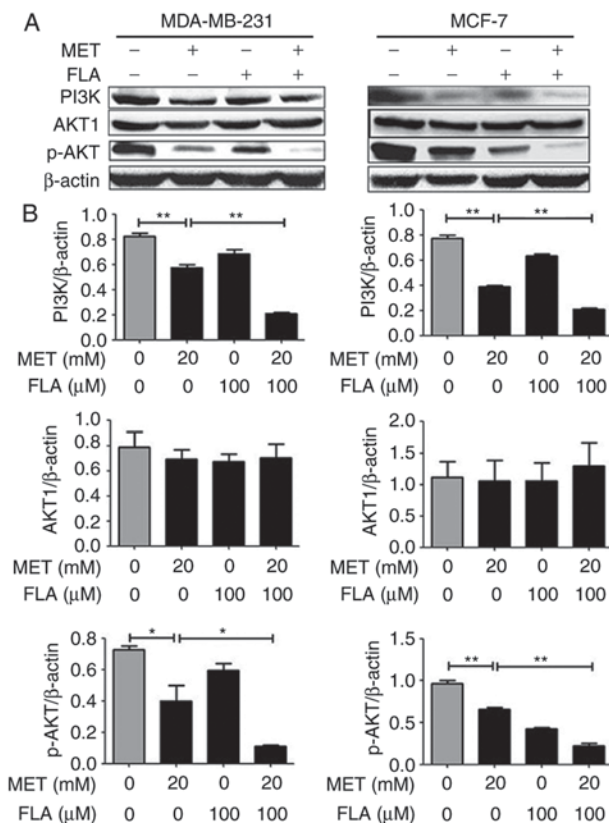 A
MDA-MB-231 MCF-7
MET − + − + − + − +
FLA − − + + − − + +
PI3K PI3K
AKT1 AKT1
p-AKT p-AKT
β-actin β-actin
B
PI3K/β-actin
1.0
0.8
0.6
0.4
0.2
0.0
** **
MET (mM) 0 20 0 20
FLA (μM) 0 0 100 100
PI3K/β-actin
1.0
0.8
0.6
0.4
0.2
0.0
** **
MET (mM) 0 20 0 20
FLA (μM) 0 0 100 100
AKT1/β-actin
1.0
0.8
0.6
0.4
0.2
0.0
MET (mM) 0 20 0 20
FLA (μM) 0 0 100 100
AKT1/β-actin
2.0
1.5
1.0
0.5
0.0
MET (mM) 0 20 0 20
FLA (μM) 0 0 100 100
p-AKT/β-actin
0.8
0.6
0.4
0.2
0.0
* *
MET (mM) 0 20 0 20
FLA (μM) 0 0 100 100
p-AKT/β-actin
1.5
1.0
0.5
0.0
** **
MET (mM) 0 20 0 20
FLA (μM) 0 0 100 100